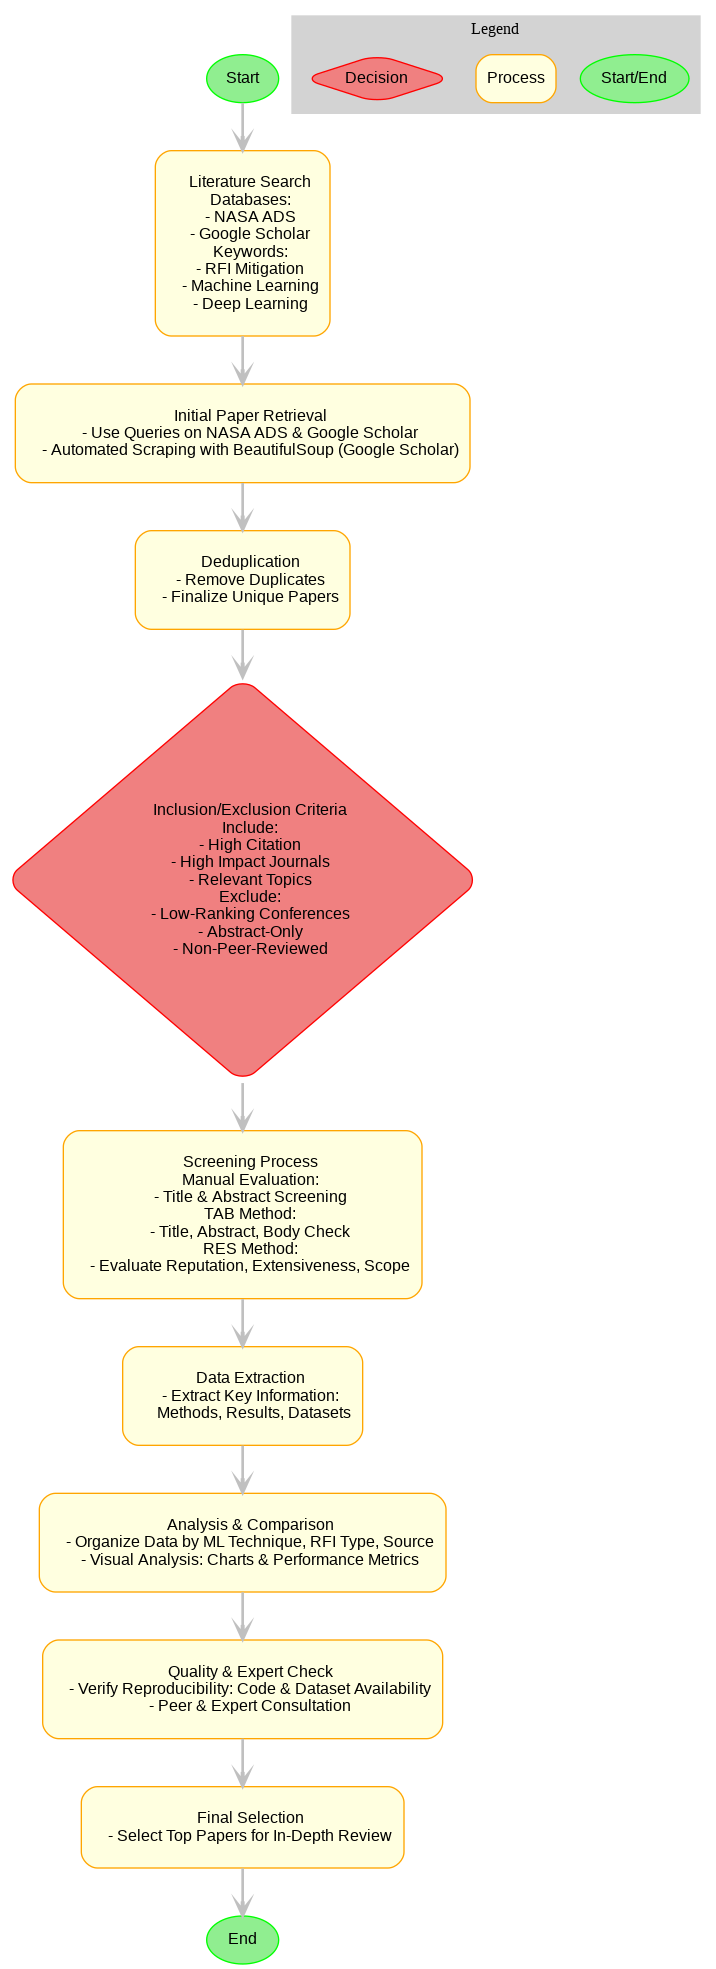 Legend
Decision
Process
Start/End
Start
Literature Search
Databases:
- NASA ADS
- Google Scholar
Keywords:
- RFI Mitigation
- Machine Learning
- Deep Learning
Initial Paper Retrieval
- Use Queries on NASA ADS & Google Scholar
- Automated Scraping with BeautifulSoup (Google Scholar)
Deduplication
- Remove Duplicates
- Finalize Unique Papers
Inclusion/Exclusion Criteria
Include:
- High Citation
- High Impact Journals
- Relevant Topics
Exclude:
- Low-Ranking Conferences
- Abstract-Only
- Non-Peer-Reviewed
Screening Process
Manual Evaluation:
- Title & Abstract Screening
TAB Method:
- Title, Abstract, Body Check
RES Method:
- Evaluate Reputation, Extensiveness, Scope
Data Extraction
- Extract Key Information:
Methods, Results, Datasets
Analysis & Comparison
- Organize Data by ML Technique, RFI Type, Source
- Visual Analysis: Charts & Performance Metrics
Quality & Expert Check
- Verify Reproducibility: Code & Dataset Availability
- Peer & Expert Consultation
Final Selection
- Select Top Papers for In-Depth Review
End